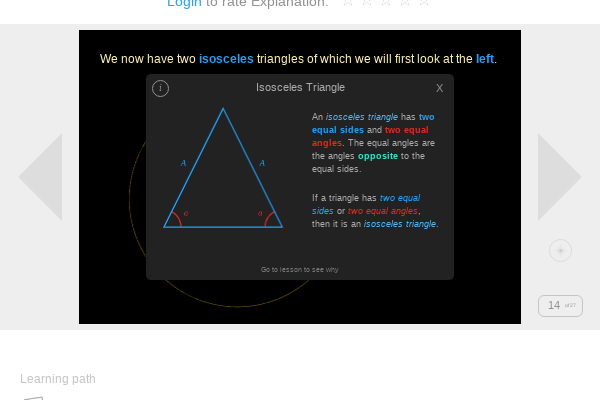 Login to rate Explanation:
We now have two isosceles triangles of which we will first look at the left.
i
Isosceles Triangle
X
An isosceles triangle has two
equal sides and two equal
angles. The equal angles are
the angles opposite to the
equal sides.
A
A
If a triangle has two equal
sides or two equal angles,
then it is an isosceles triangle.
Go to lesson to see why
14 of 27
Learning path